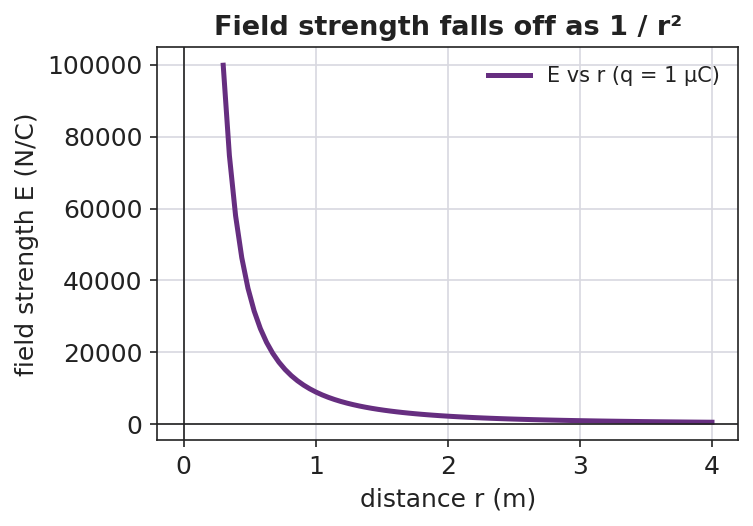 Field strength falls off as 1 / r²
E vs r (q = 1 μC)
field strength E (N/C)
100000
80000
60000
40000
20000
0
0 1 2 3 4
distance r (m)